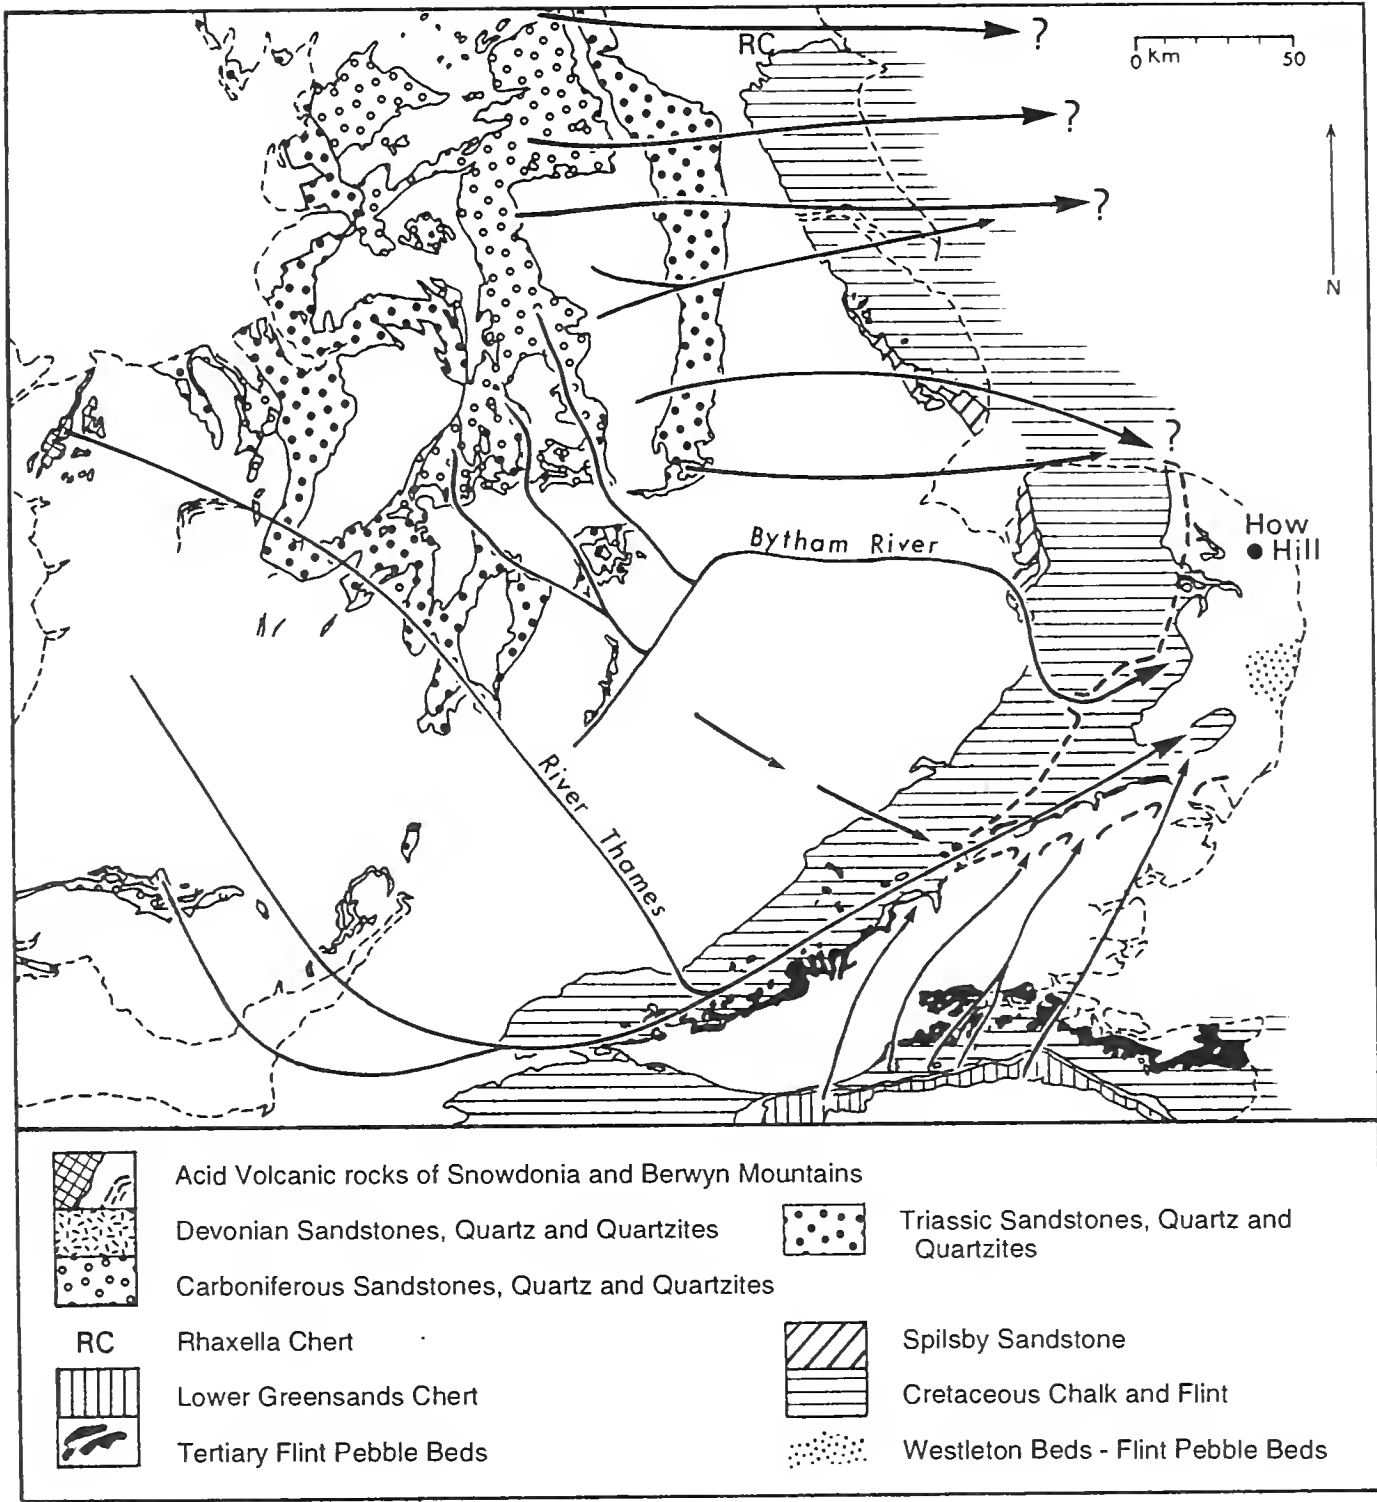 RC
?
0 Km 50
?
?
N
?
How
Hill
Bytham River
River Thames
Acid Volcanic rocks of Snowdonia and Berwyn Mountains
Devonian Sandstones, Quartz and Quartzites
Triassic Sandstones, Quartz and
Quartzites
Carboniferous Sandstones, Quartz and Quartzites
RC Rhaxella Chert
Spilsby Sandstone
Lower Greensands Chert
Cretaceous Chalk and Flint
Tertiary Flint Pebble Beds
Westleton Beds - Flint Pebble Beds